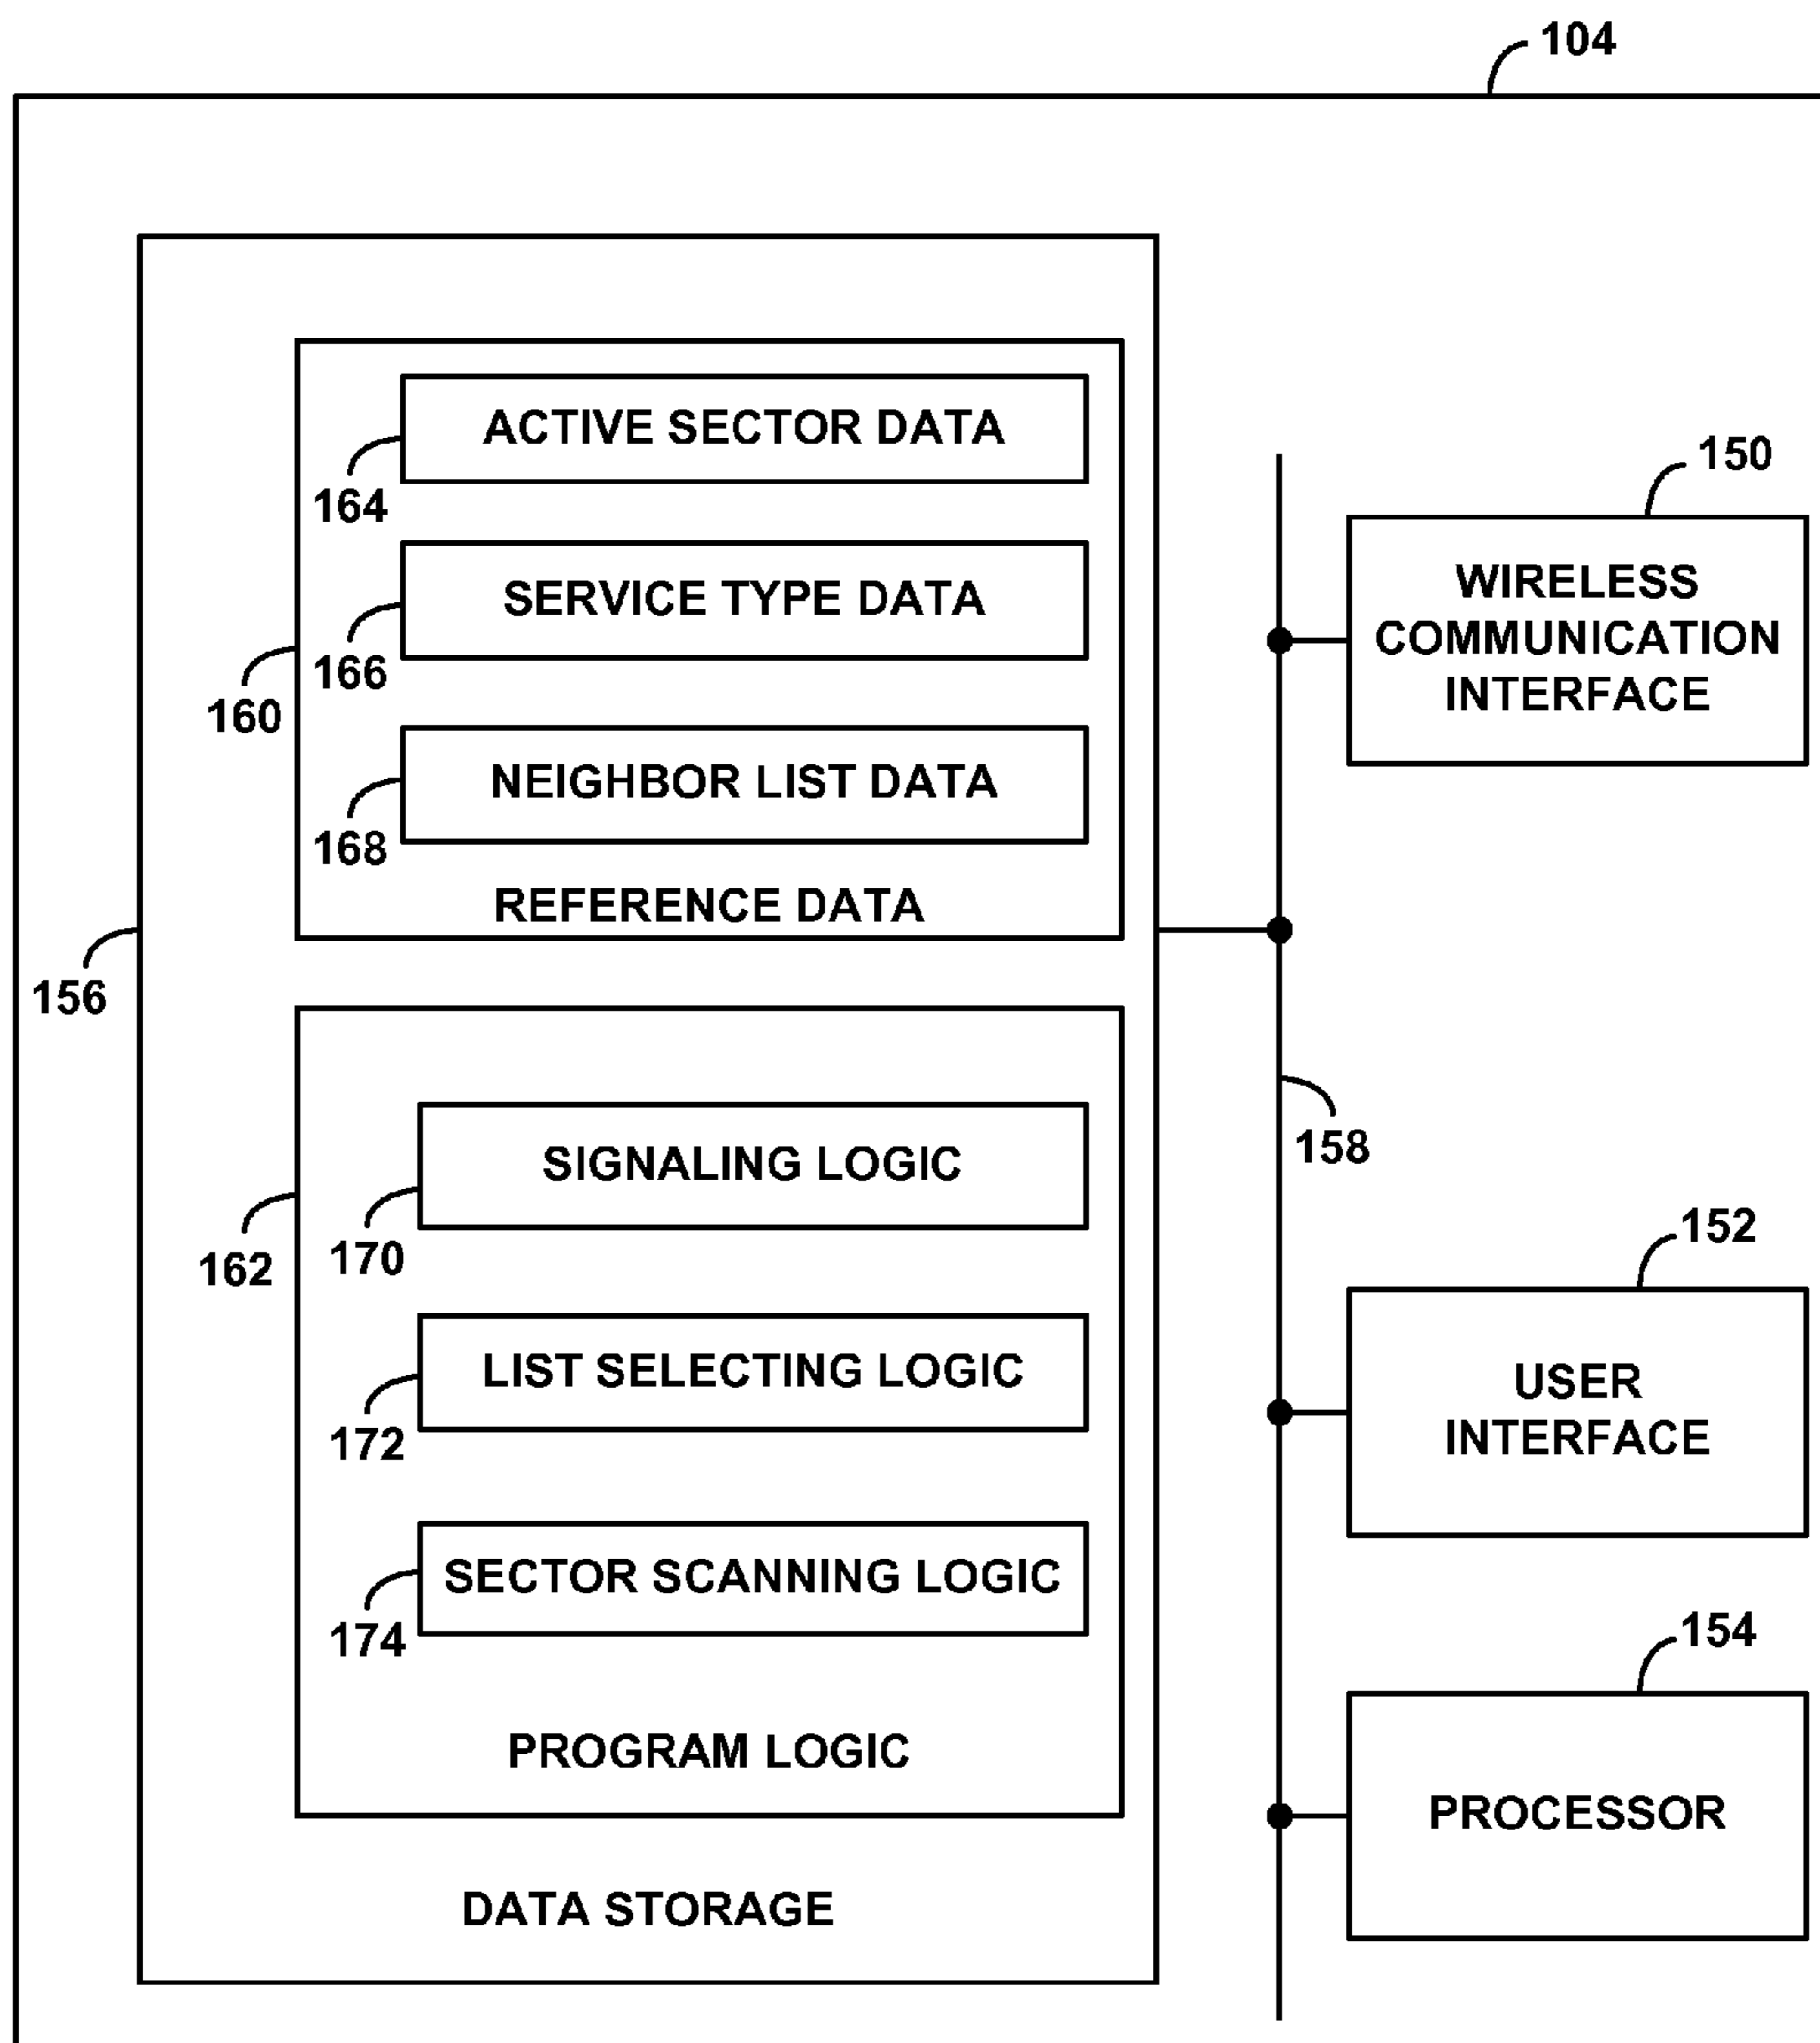 104
ACTIVE SECTOR DATA
164
SERVICE TYPE DATA
166
160
NEIGHBOR LIST DATA
168
REFERENCE DATA
156
SIGNALING LOGIC
170
162
LIST SELECTING LOGIC
172
SECTOR SCANNING LOGIC
174
PROGRAM LOGIC
DATA STORAGE
158
150
WIRELESS
COMMUNICATION
INTERFACE
152
USER
INTERFACE
154
PROCESSOR